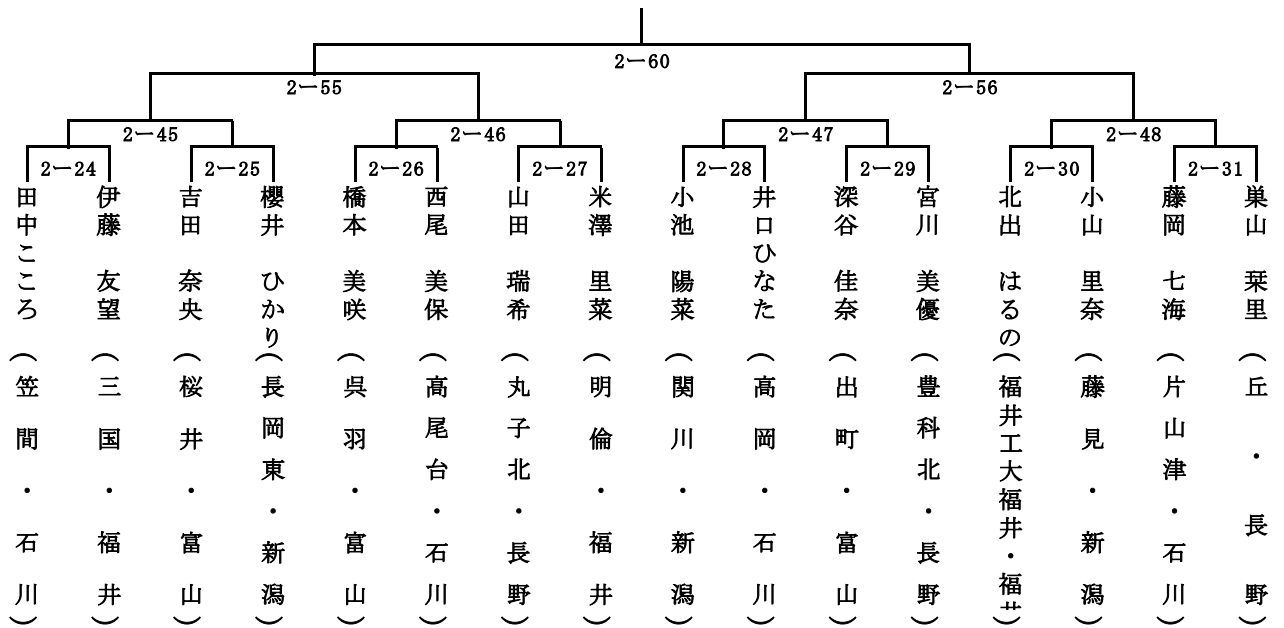 2ー60
2ー55
2ー56
2ー45
2ー46
2ー47
2ー48
2ー24
2ー25
2ー26
2ー27
2ー28
2ー29
2ー30
2ー31
田中こころ（笠間・石川）
伊藤 友望（三国・福井）
吉田 奈央（桜井・富山）
櫻井 ひかり（長岡東・新潟）
橋本 美咲（呉羽・富山）
西尾 美保（高尾台・石川）
山田 瑞希（丸子北・長野）
米澤 里菜（明倫・福井）
小池 陽菜（関川・新潟）
井口ひなた（高岡・石川）
深谷 佳奈（出町・富山）
宮川 美優（豊科北・長野）
北出 はるの（福井工大福井・福井
小山 里奈（藤見・新潟）
藤岡 七海（片山津・石川）
巣山 栞里（丘・長野）